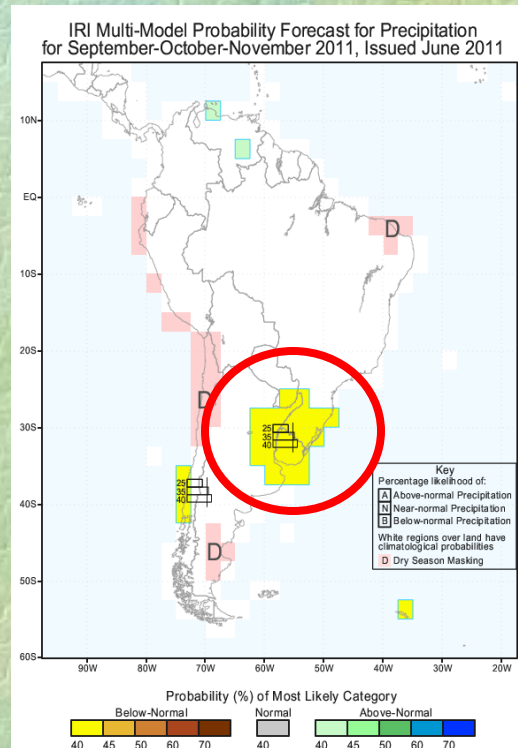 IRI Multi-Model Probability Forecast for Precipitation
for September-October-November 2011, Issued June 2011
10N
EQ
D
10S
20S
D
30S
25
35
40
25
35
40
40S
D
50S
60S
90W 80W 70W 60W 50W 40W 30W 20W
Key
Percentage likelihood of:
A Above-normal Precipitation
N Near-normal Precipitation
B Below-normal Precipitation
White regions over land have
climatological probabilities
D Dry Season Masking
Probability (%) of Most Likely Category
Below-Normal Normal Above-Normal
40 45 50 60 70 40 40 45 50 60 70